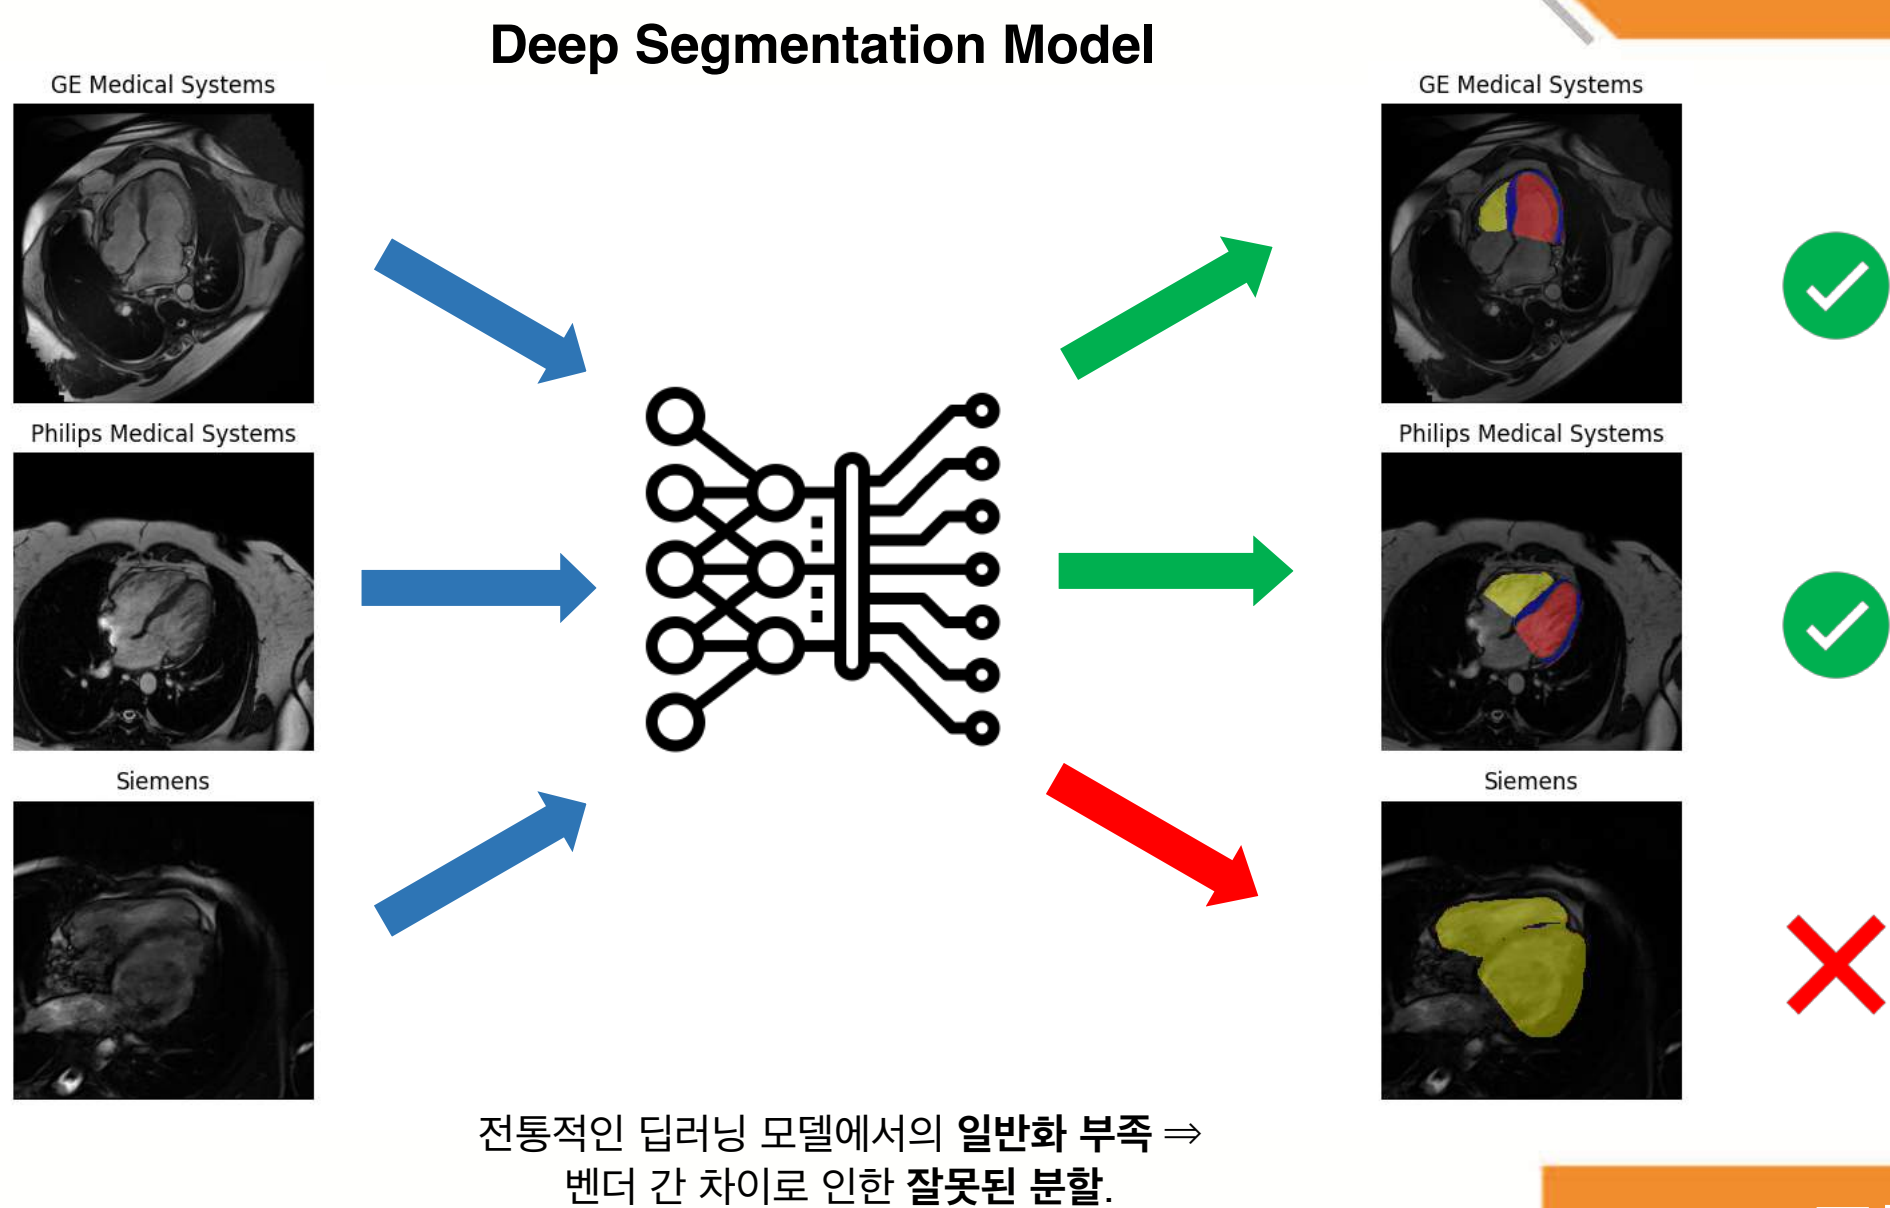 Deep Segmentation Model
GE Medical Systems
GE Medical Systems
Philips Medical Systems
Philips Medical Systems
Siemens
Siemens
전통적인 딥러닝 모델에서의 일반화 부족 ⇒
벤더 간 차이로 인한 잘못된 분할.